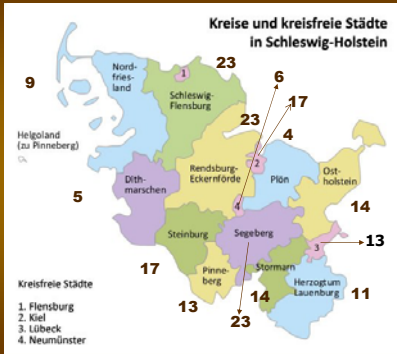 Kreise und kreisfreie Städte
in Schleswig-Holstein
9
Nord-
fries-
land
1
23
Schleswig-
Flensburg
6
17
23
4
Helgoland
(zu Pinneberg)
2
Rendsburg-
Eckernförde
Plön
Ost-
holstein
Dith-
marschen
5
4
14
Steinburg
Segeberg
3
13
17
Pinne-
berg
Stormarn
13
14
Herzogtum
Lauenburg
11
23
Kreisfreie Städte
1. Flensburg
2. Kiel
3. Lübeck
4. Neumünster